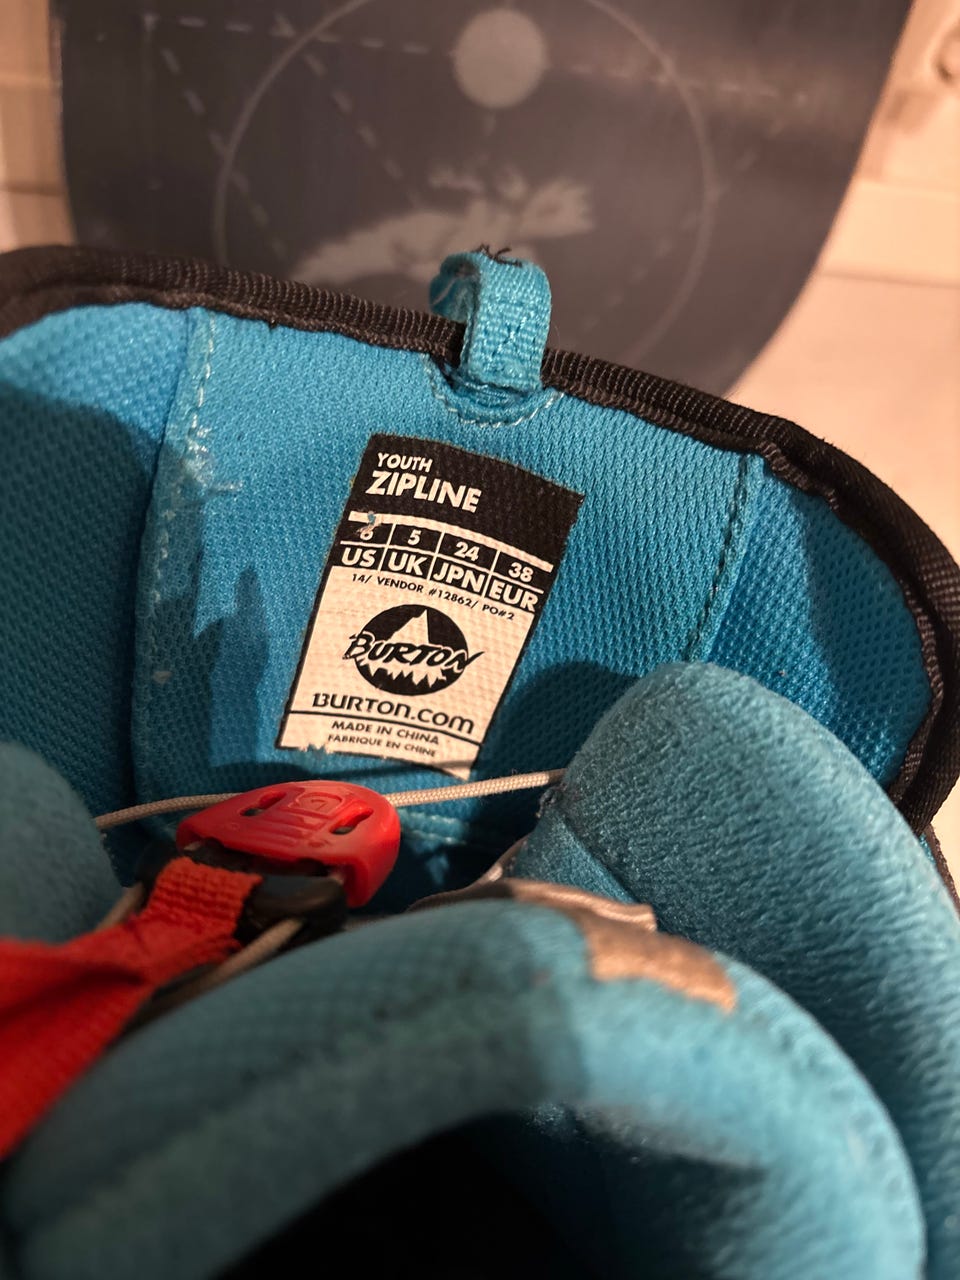 YOUTH
ZIPLINE
6 5 24 38
US UK JPN EUR
14/ VENDOR #12862/ PO#2
BURTON
BURTON.COM
MADE IN CHINA
FABRIQUE EN CHINE